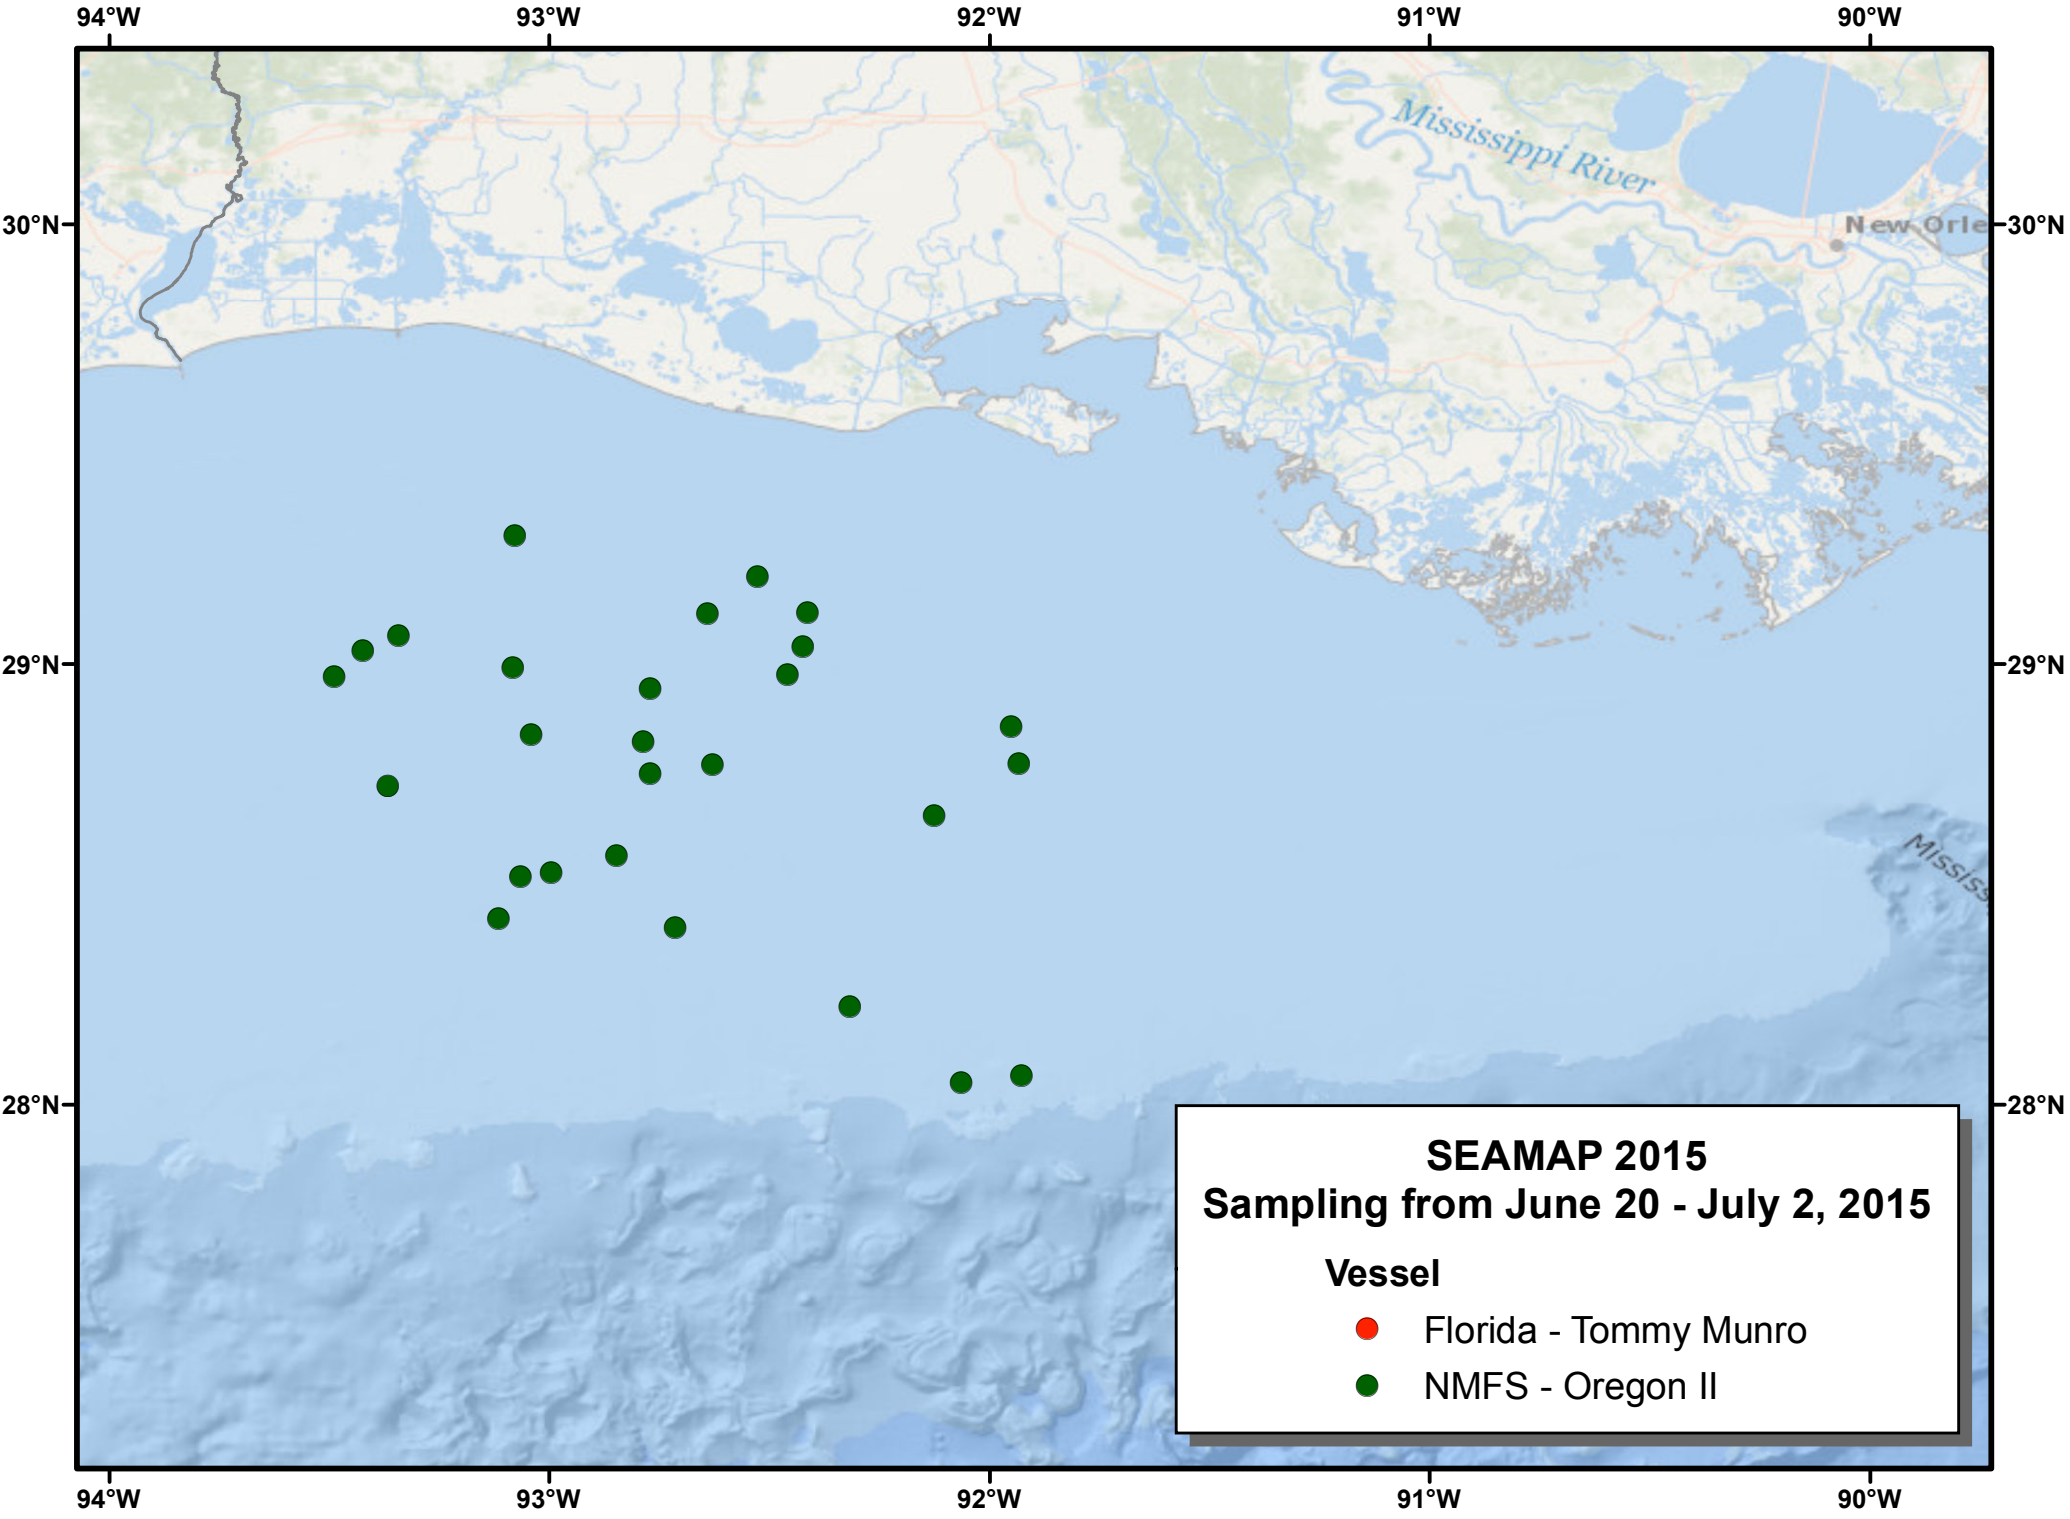 94°W 93°W 92°W 91°W 90°W
Mississippi River
30°N New Orle 30°N
29°N 29°N
Mississ
28°N 28°N
SEAMAP 2015
Sampling from June 20 - July 2, 2015
Vessel
Florida - Tommy Munro
NMFS - Oregon II
94°W 93°W 92°W 91°W 90°W